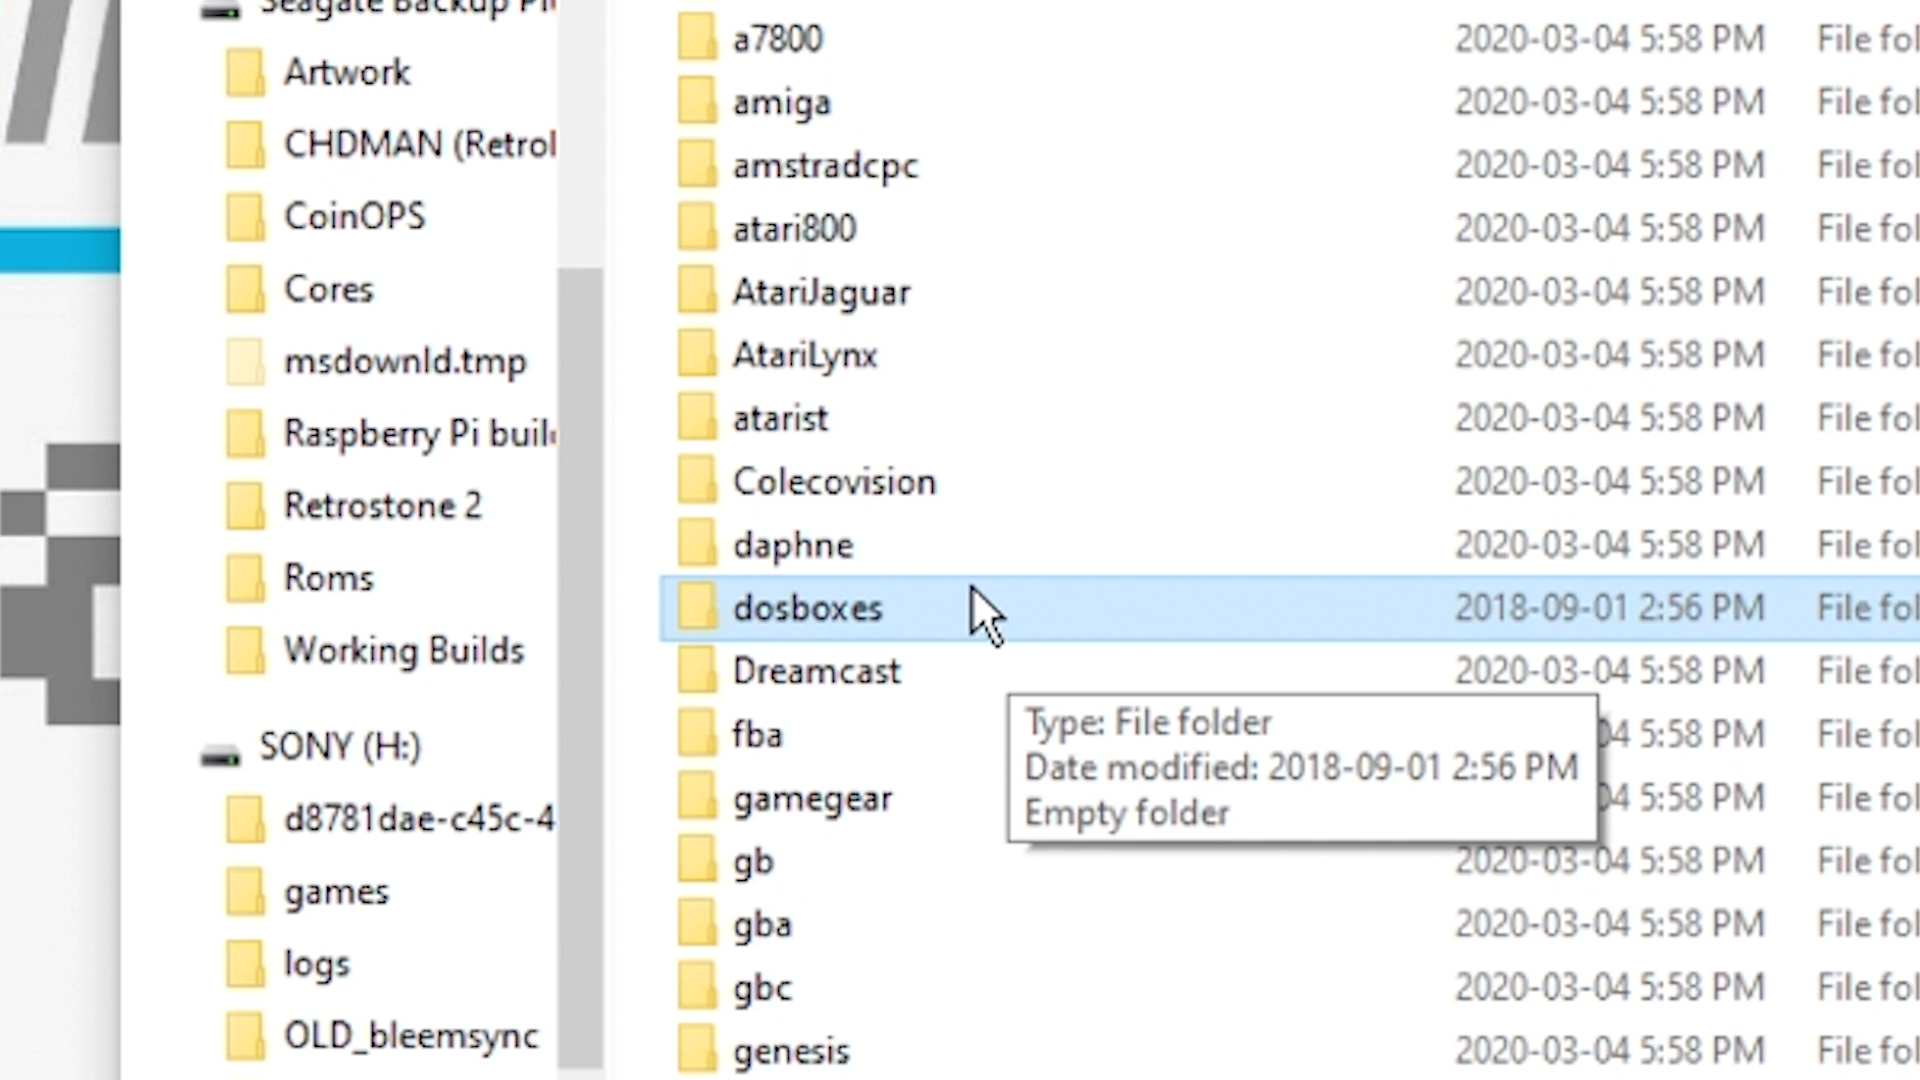 Seagate Backup Pl
Artwork
CHDMAN (Retrol
CoinOPS
Cores
msdownld.tmp
Raspberry Pi buil
Retrostone 2
Roms
Working Builds
SONY (H:)
d8781dae-c45c-4
games
logs
OLD_bleemsync
a7800 2020-03-04 5:58 PM File fol
amiga 2020-03-04 5:58 PM File fol
amstradcpc 2020-03-04 5:58 PM File fol
atari800 2020-03-04 5:58 PM File fol
AtariJaguar 2020-03-04 5:58 PM File fol
AtariLynx 2020-03-04 5:58 PM File fol
atarist 2020-03-04 5:58 PM File fol
Colecovision 2020-03-04 5:58 PM File fol
daphne 2020-03-04 5:58 PM File fol
dosboxes 2018-09-01 2:56 PM File fol
Dreamcast 2020-03-04 5:58 PM File fol
fba 04 5:58 PM File fol
gamegear 04 5:58 PM File fol
gb 2020-03-04 5:58 PM File fol
gba 2020-03-04 5:58 PM File fol
gbc 2020-03-04 5:58 PM File fol
genesis 2020-03-04 5:58 PM File fol
Type: File folder
Date modified: 2018-09-01 2:56 PM
Empty folder